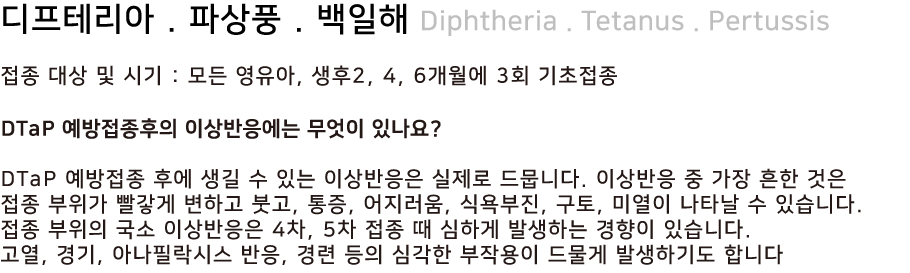 디프테리아 . 파상풍 . 백일해 Diphtheria . Tetanus . Pertussis
접종 대상 및 시기 : 모든 영유아, 생후2, 4, 6개월에 3회 기초접종
DTaP 예방접종후의 이상반응에는 무엇이 있나요?
DTaP 예방접종 후에 생길 수 있는 이상반응은 실제로 드뭅니다. 이상반응 중 가장 흔한 것은
접종 부위가 빨갛게 변하고 붓고, 통증, 어지러움, 식욕부진, 구토, 미열이 나타날 수 있습니다.
접종 부위의 국소 이상반응은 4차, 5차 접종 때 심하게 발생하는 경향이 있습니다.
고열, 경기, 아나필락시스 반응, 경련 등의 심각한 부작용이 드물게 발생하기도 합니다